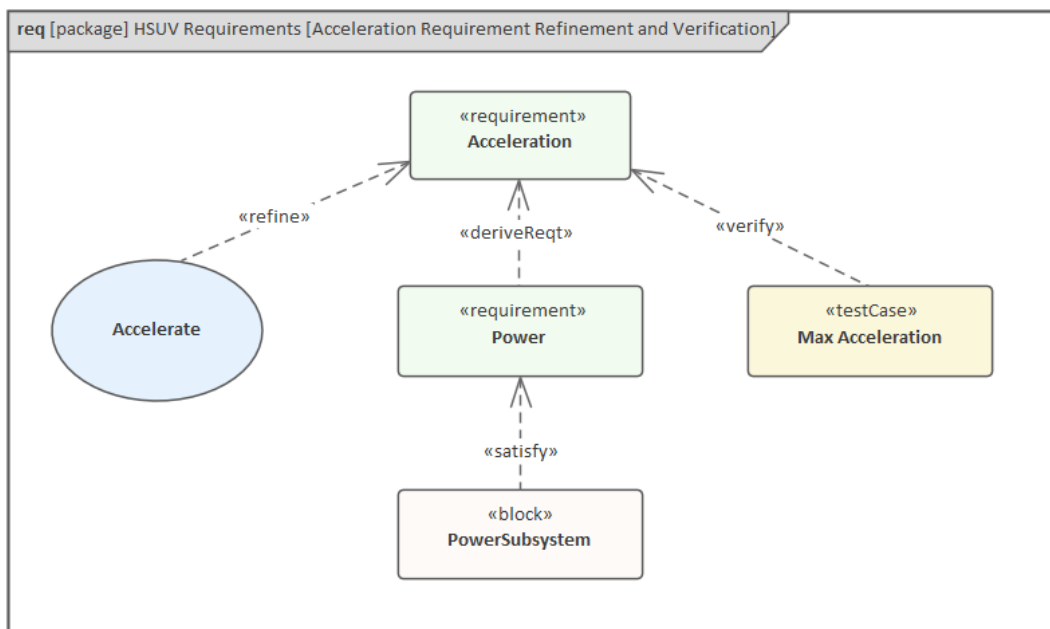 req [package] HSUV Requirements [Acceleration Requirement Refinement and Verification]
«requirement»
Acceleration
«refine»
«deriveReqt»
«verify»
Accelerate
«requirement»
Power
«testCase»
Max Acceleration
«satisfy»
«block»
PowerSubsystem